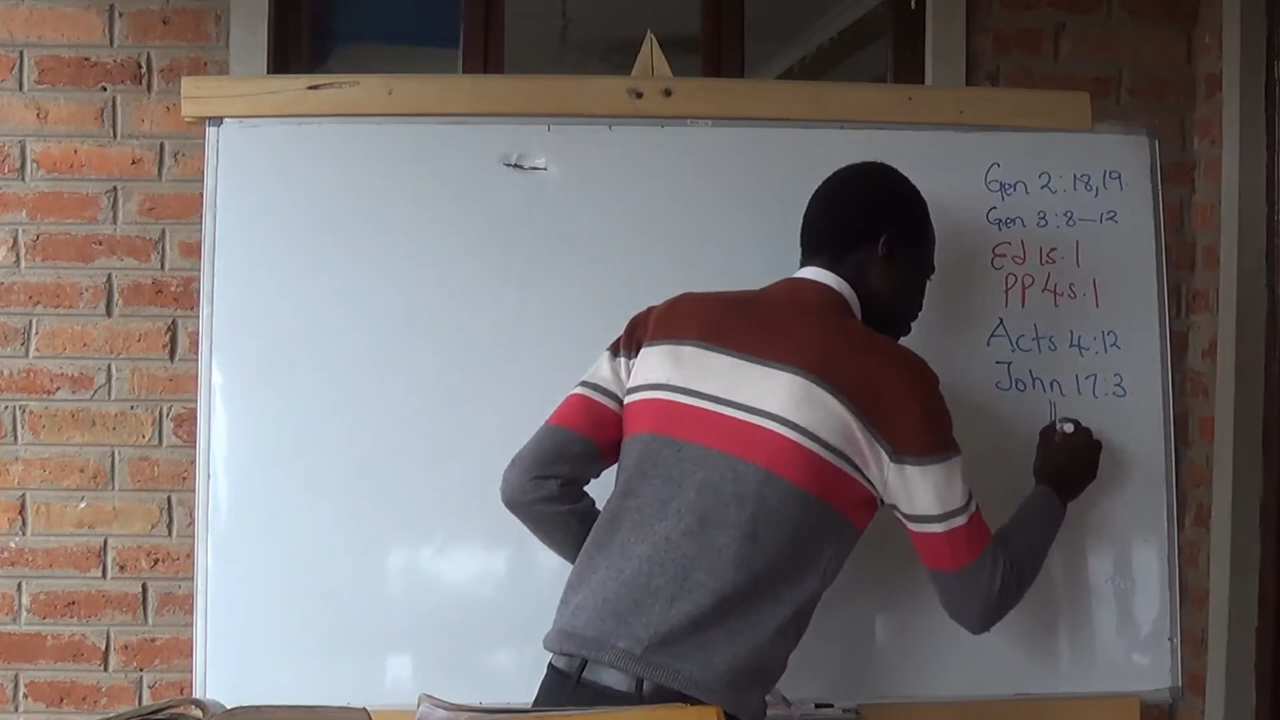 Gen 2:18,19.
Gen 3:8-12
Ed 15.1
PP 45.1
Acts 4:12
John 17:3
"